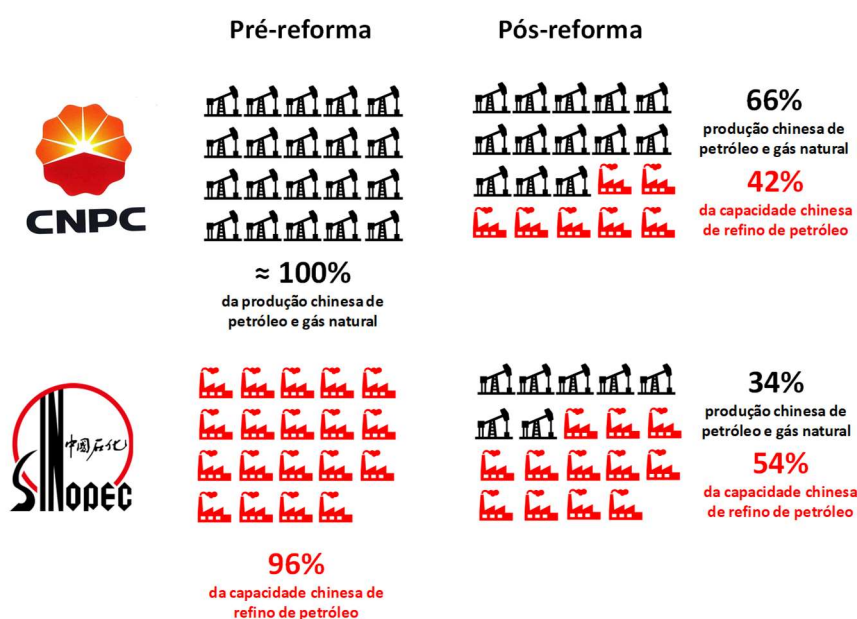 Pré-reforma
Pós-reforma
CNPC
≈ 100%
da produção chinesa de
petróleo e gás natural
66%
produção chinesa de
petróleo e gás natural
42%
da capacidade chinesa
de refino de petróleo
中国石化
SINOPEC
96%
da capacidade chinesa de
refino de petróleo
34%
produção chinesa de
petróleo e gás natural
54%
da capacidade chinesa
de refino de petróleo